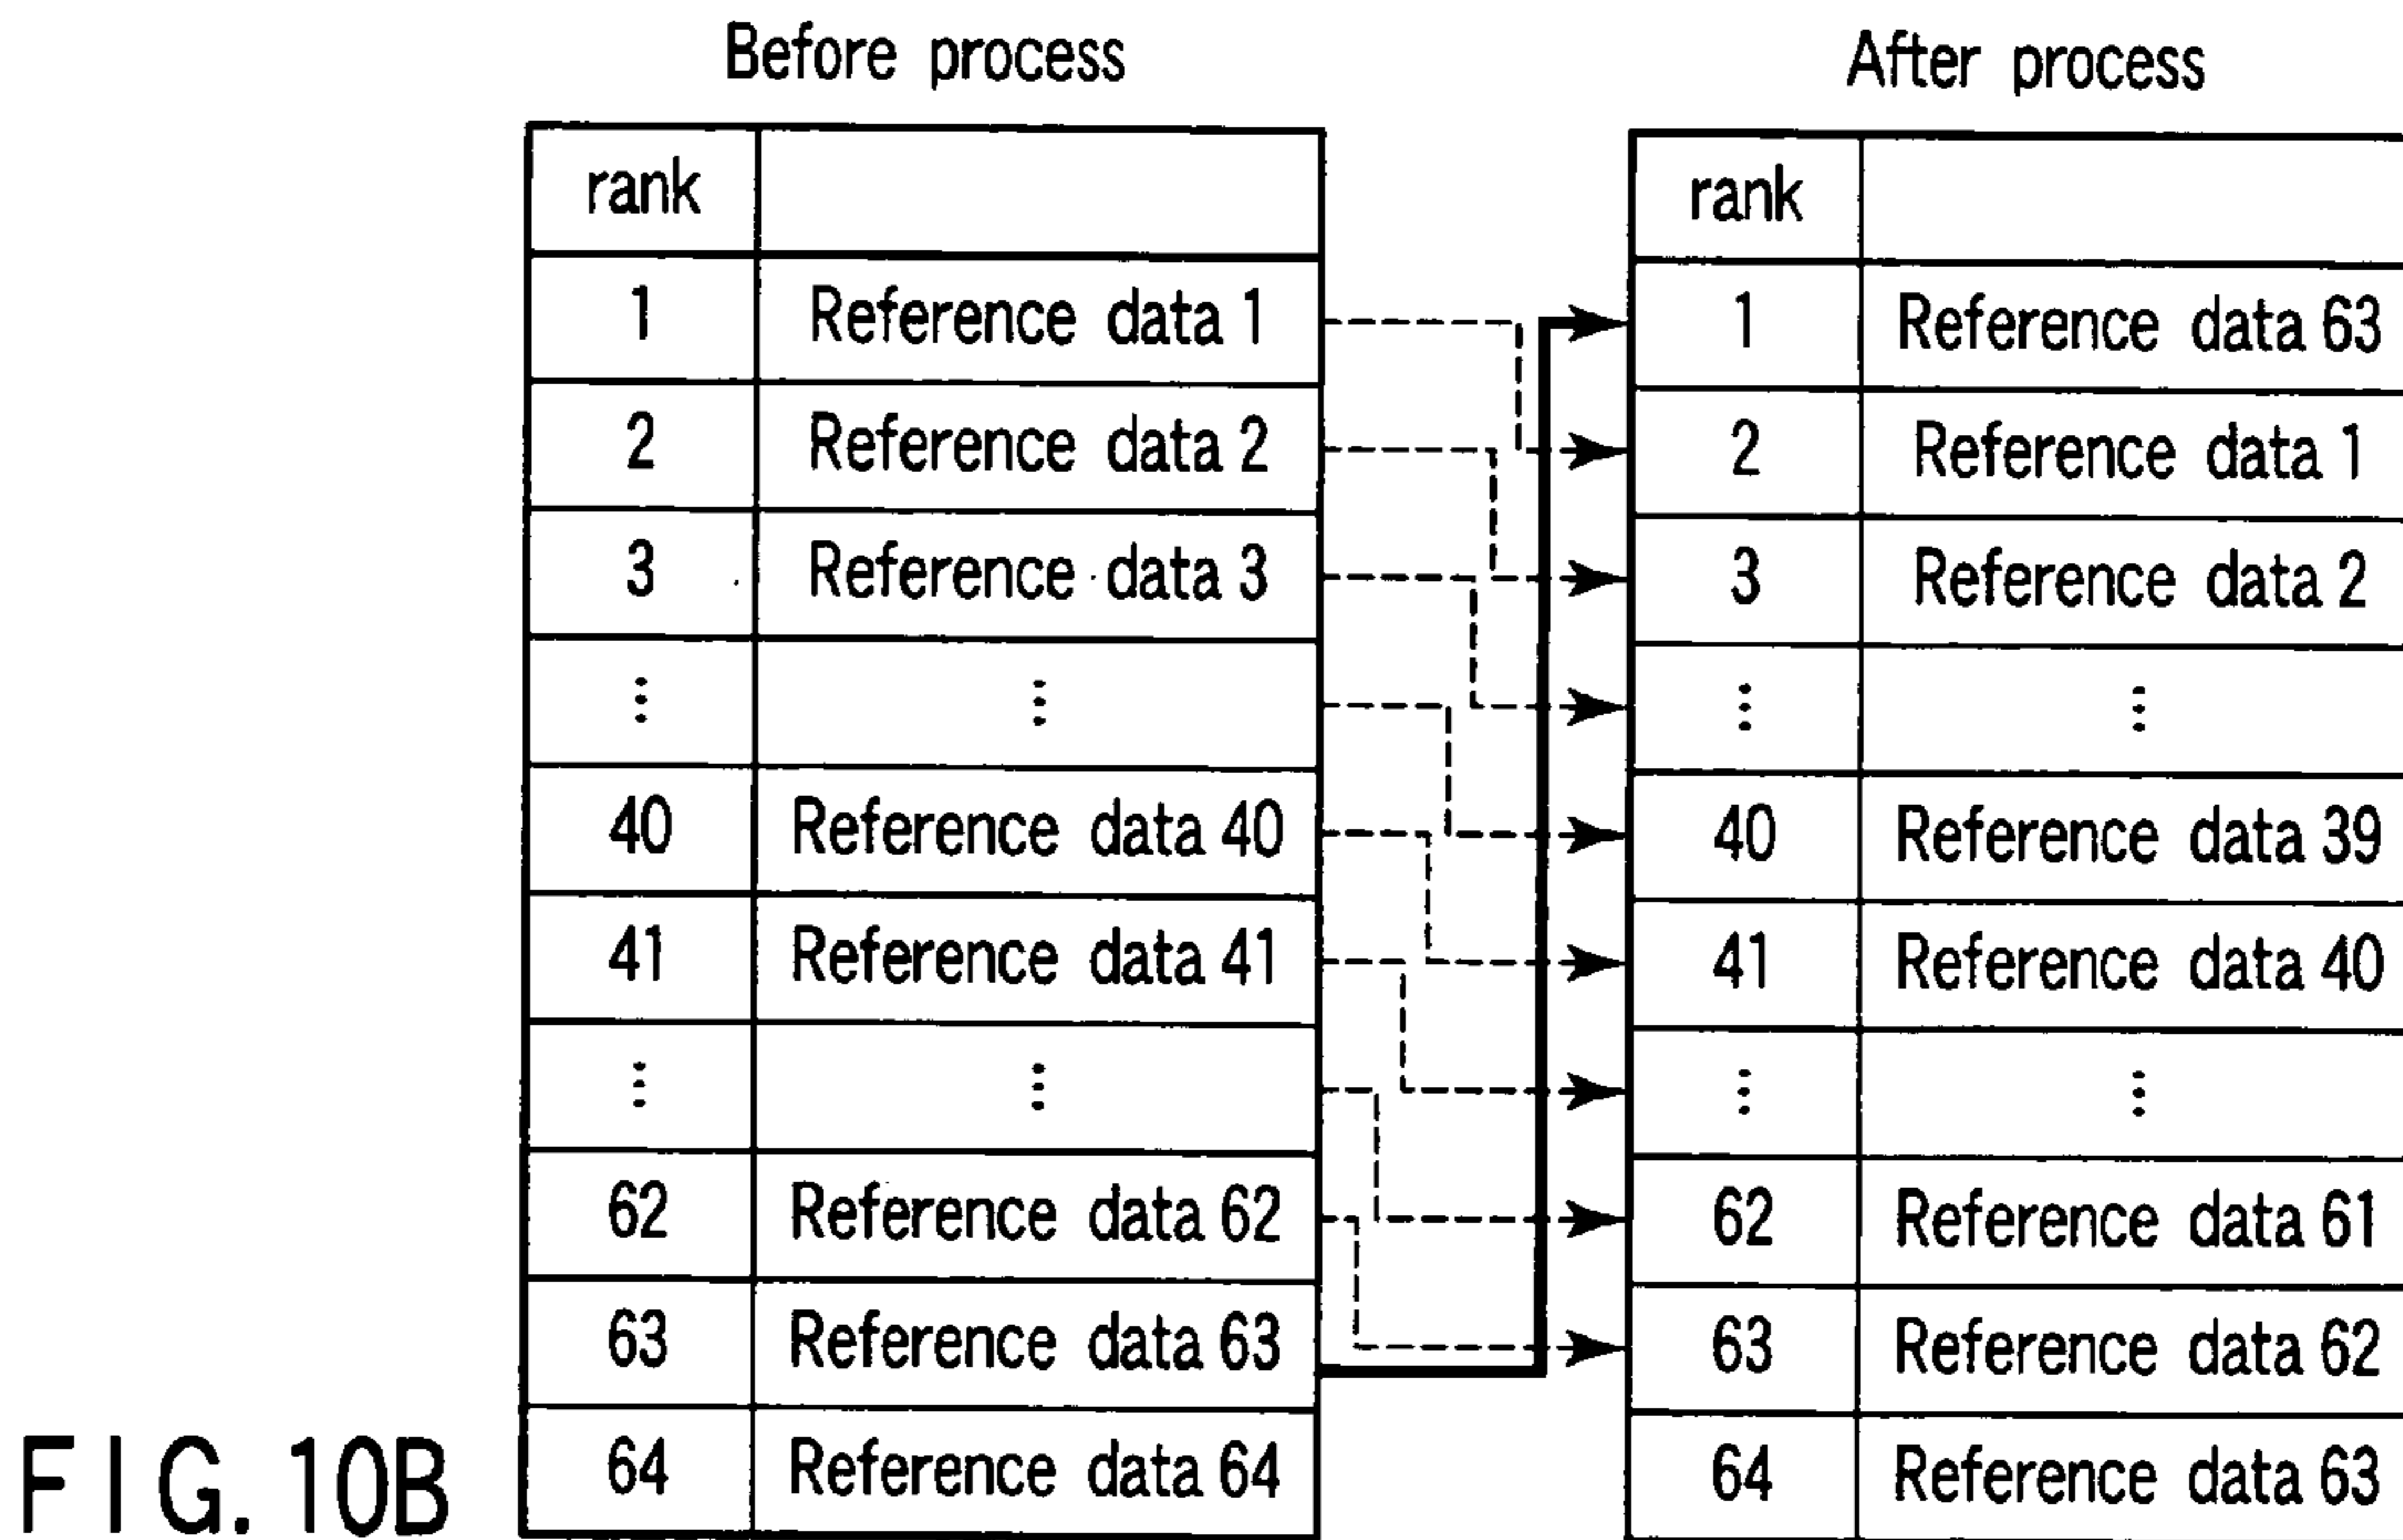 Before process After process
rank rank
1 Reference data 1 1 Reference data 63
2 Reference data 2 2 Reference data 1
3 Reference data 3 3 Reference data 2
⋮ ⋮ ⋮ ⋮
40 Reference data 40 40 Reference data 39
41 Reference data 41 41 Reference data 40
⋮ ⋮ ⋮ ⋮
62 Reference data 62 62 Reference data 61
63 Reference data 63 63 Reference data 62
64 Reference data 64 64 Reference data 63
FIG. 10B